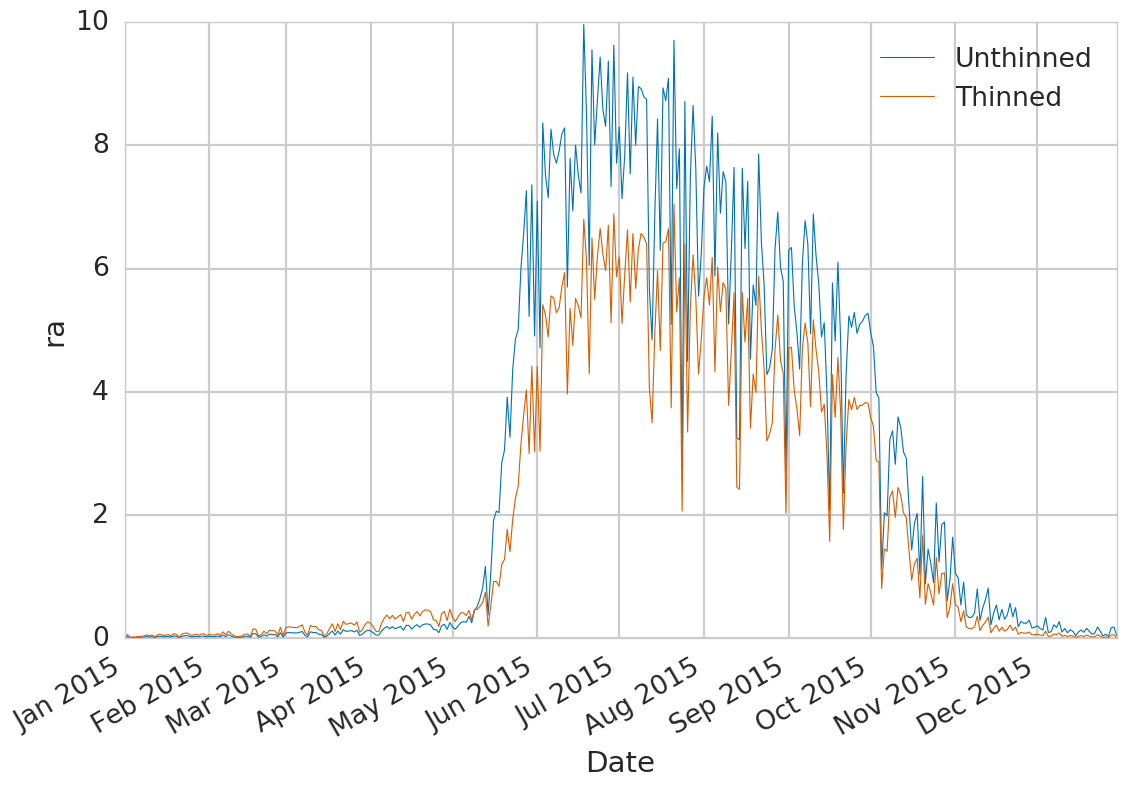 10
8
6
4
2
0
ra
Unthinned
Thinned
Jan 2015
Feb 2015
Mar 2015
Apr 2015
May 2015
Jun 2015
Jul 2015
Aug 2015
Sep 2015
Oct 2015
Nov 2015
Dec 2015
Date